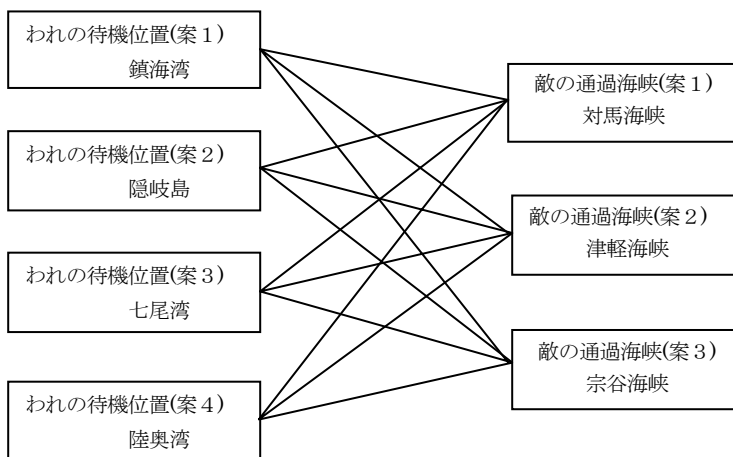 われの待機位置(案１)
鎮海湾
われの待機位置(案２)
隠岐島
われの待機位置(案３)
七尾湾
われの待機位置(案４)
陸奥湾
敵の通過海峡(案１)
対馬海峡
敵の通過海峡(案２)
津軽海峡
敵の通過海峡(案３)
宗谷海峡